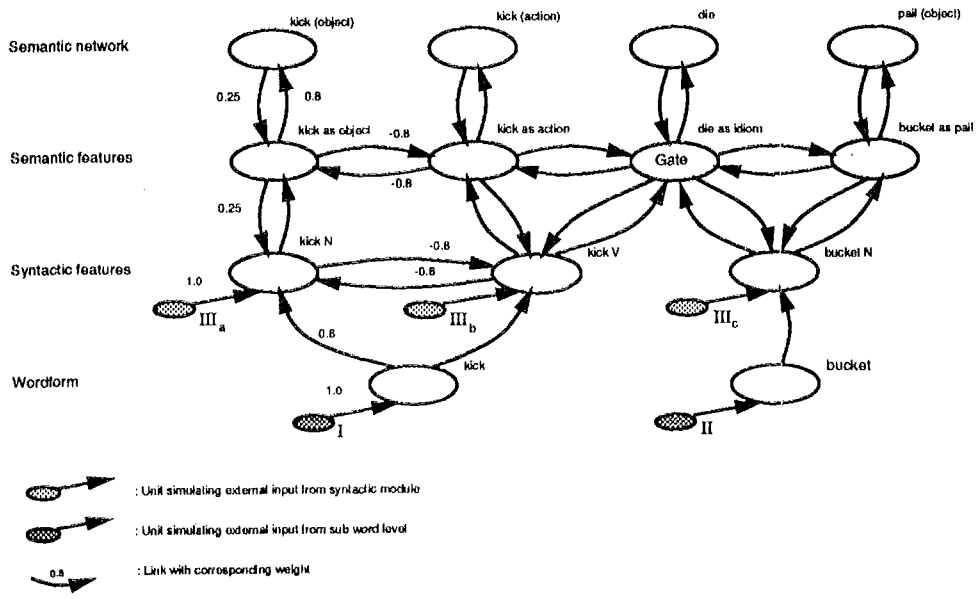 kick (object)
kick (action)
die
pail (object)
Semantic network
0.25
0.8
kick as object
-0.8
kick as action
die as idiom
bucket as pail
Semantic features
Gate
-0.8
0.25
kick N
-0.8
kick V
bucket N
Syntactic features
-0.8
1.0
III a
III b
III c
0.8
kick
bucket
Wordform
1.0
I
II
: Unit simulating external input from syntactic module
: Unit simulating external input from sub word level
0.8
: Link with corresponding weight